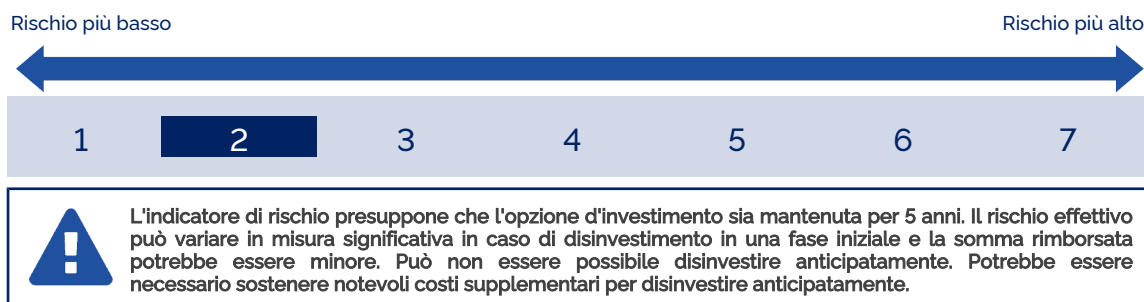 Rischio più basso Rischio più alto
1 2 3 4 5 6 7
L'indicatore di rischio presuppone che l'opzione d'investimento sia mantenuta per 5 anni. Il rischio effettivo
può variare in misura significativa in caso di disinvestimento in una fase iniziale e la somma rimborsata
potrebbe essere minore. Può non essere possibile disinvestire anticipatamente. Potrebbe essere
necessario sostenere notevoli costi supplementari per disinvestire anticipatamente.